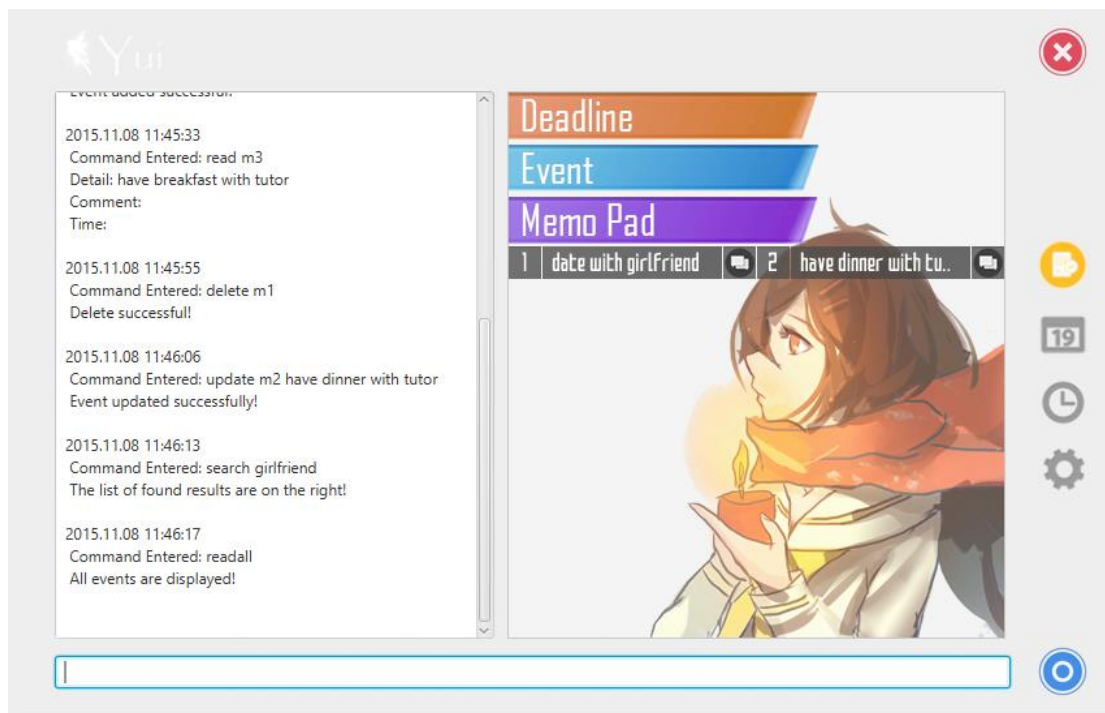 Yui
Event added successful!
2015.11.08 11:45:33
Command Entered: read m3
Detail: have breakfast with tutor
Comment:
Time:
2015.11.08 11:45:55
Command Entered: delete m1
Delete successful!
2015.11.08 11:46:06
Command Entered: update m2 have dinner with tutor
Event updated successfully!
2015.11.08 11:46:13
Command Entered: search girlfriend
The list of found results are on the right!
2015.11.08 11:46:17
Command Entered: readall
All events are displayed!
Deadline
Event
Memo Pad
1 date with girlfriend 2 have dinner with tu..
19